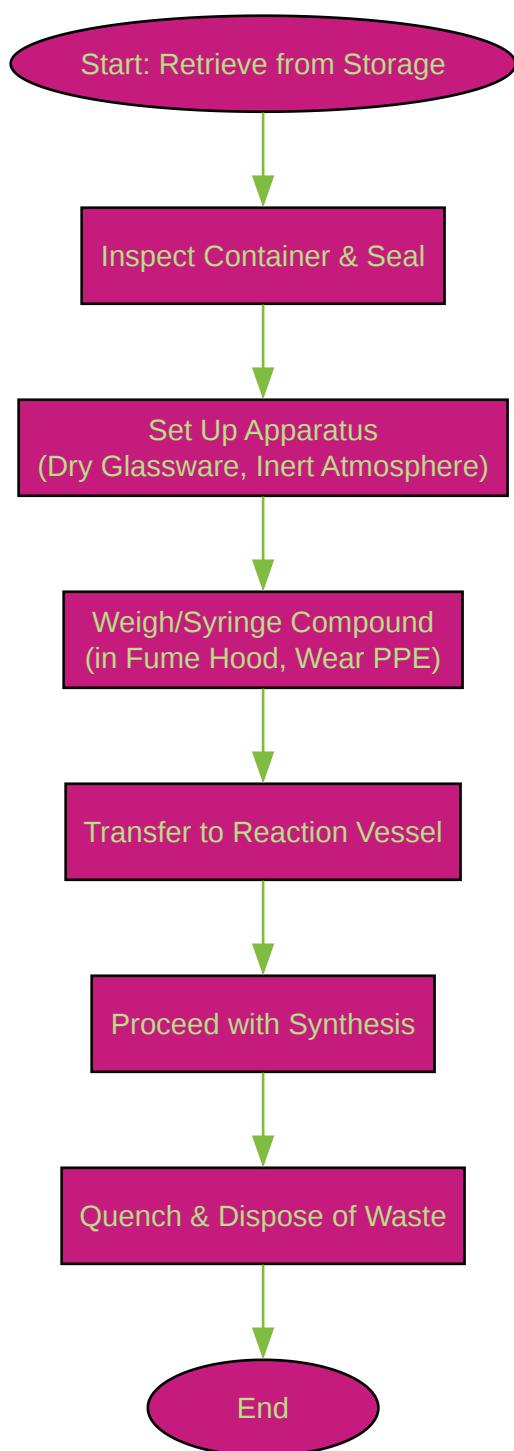 Start: Retrieve from Storage
Inspect Container & Seal
Set Up Apparatus
(Dry Glassware, Inert Atmosphere)
Weigh/Syringe Compound
(in Fume Hood, Wear PPE)
Transfer to Reaction Vessel
Proceed with Synthesis
Quench & Dispose of Waste
End